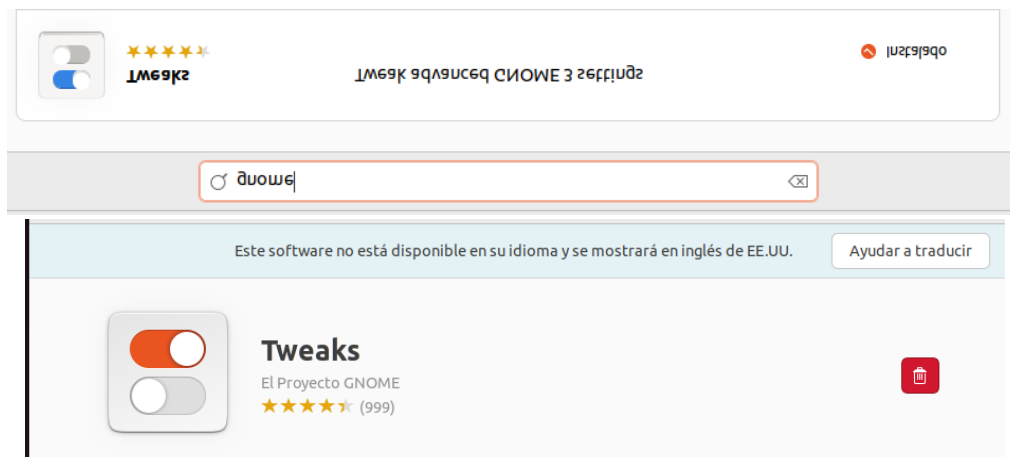 Tweaks
Tweak advanced GNOME 3 settings
Instalado
gnome
Este software no está disponible en su idioma y se mostrará en inglés de EE.UU.
Ayudar a traducir
Tweaks
El Proyecto GNOME
(999)